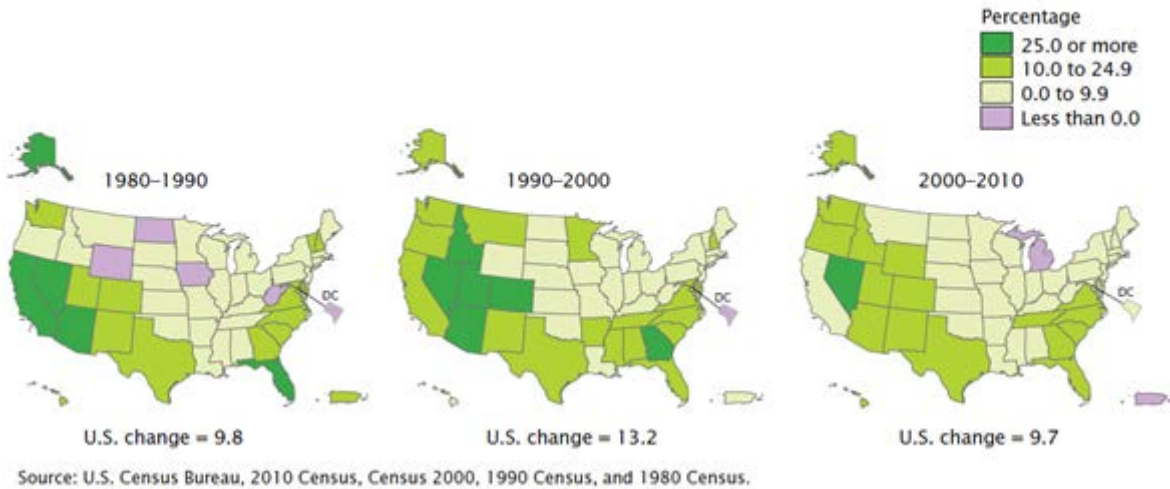 Percentage
25.0 or more
10.0 to 24.9
0.0 to 9.9
Less than 0.0
1980–1990
1990–2000
2000–2010
DC
DC
DC
U.S. change = 9.8
U.S. change = 13.2
U.S. change = 9.7
Source: U.S. Census Bureau, 2010 Census, Census 2000, 1990 Census, and 1980 Census.